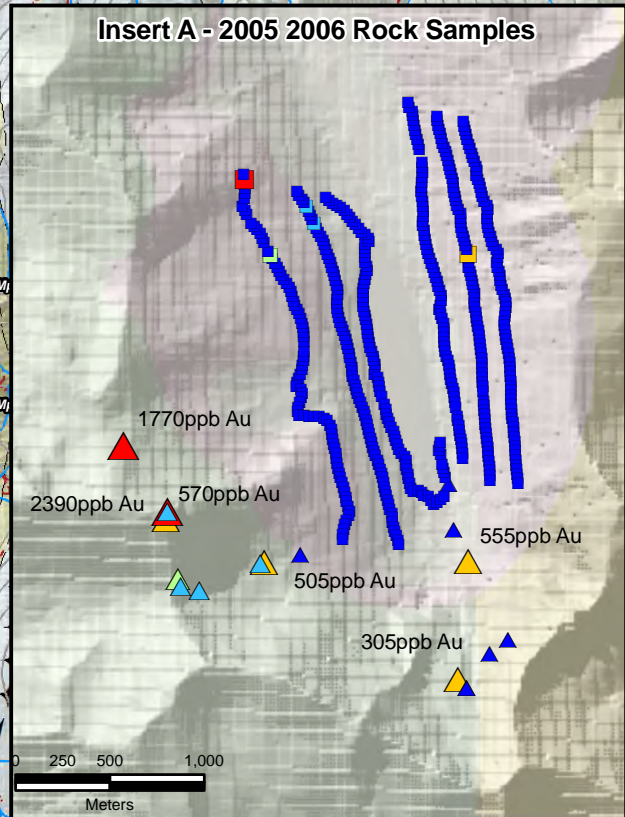 Insert A - 2005 2006 Rock Samples
1770ppb Au
2390ppb Au
570ppb Au
505ppb Au
555ppb Au
305ppb Au
0 250 500 1,000
Meters